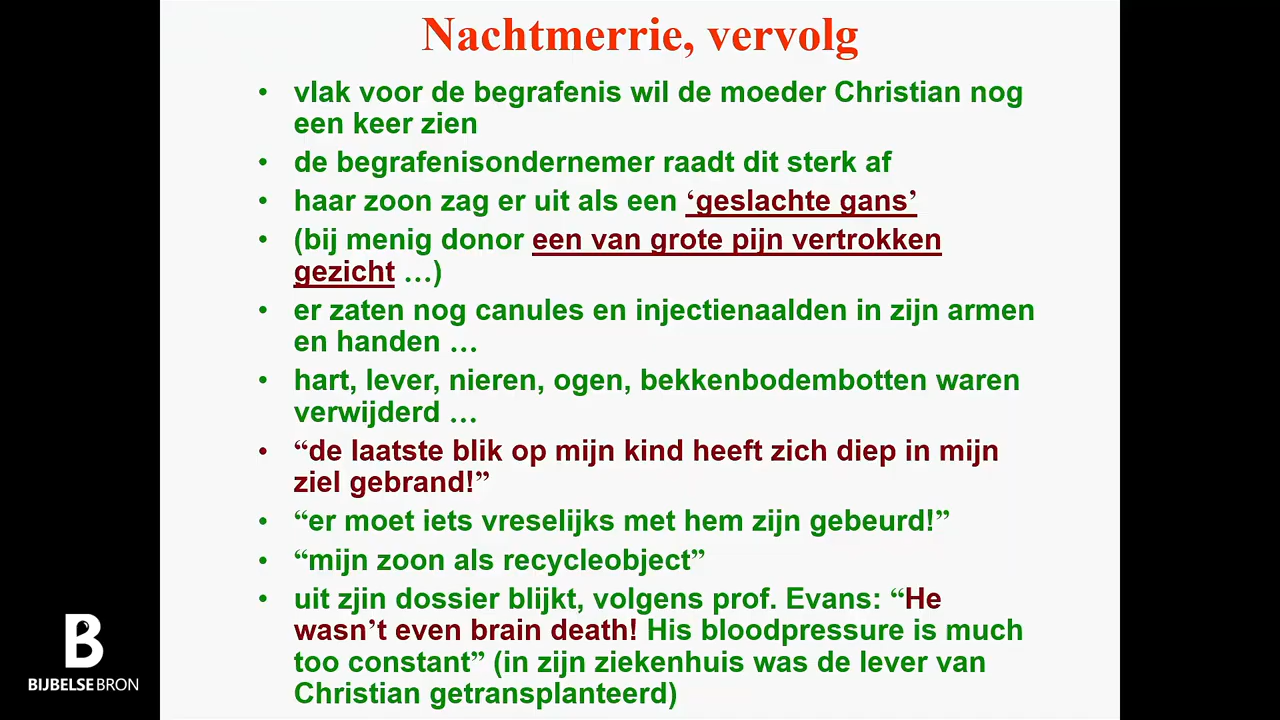 Nachtmerrie, vervolg
• vlak voor de begrafenis wil de moeder Christian nog
een keer zien
• de begrafenisondernemer raadt dit sterk af
• haar zoon zag er uit als een ‘geslachte gans’
• (bij menig donor een van grote pijn vertrokken
gezicht …)
• er zaten nog canules en injectienaalden in zijn armen
en handen …
• hart, lever, nieren, ogen, bekkenbodembotten waren
verwijderd …
• “de laatste blik op mijn kind heeft zich diep in mijn
ziel gebrand!”
• “er moet iets vreselijks met hem zijn gebeurd!”
• “mijn zoon als recycleobject”
• uit zjin dossier blijkt, volgens prof. Evans: “He
wasn’t even brain death! His bloodpressure is much
too constant” (in zijn ziekenhuis was de lever van
Christian getransplanteerd)
B
BIJBELSEBRON